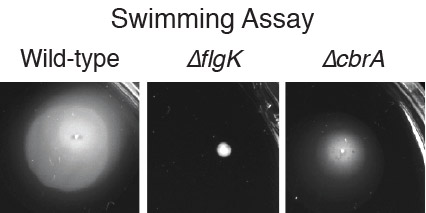 Swimming Assay
Wild-type ΔflgK ΔcbrA